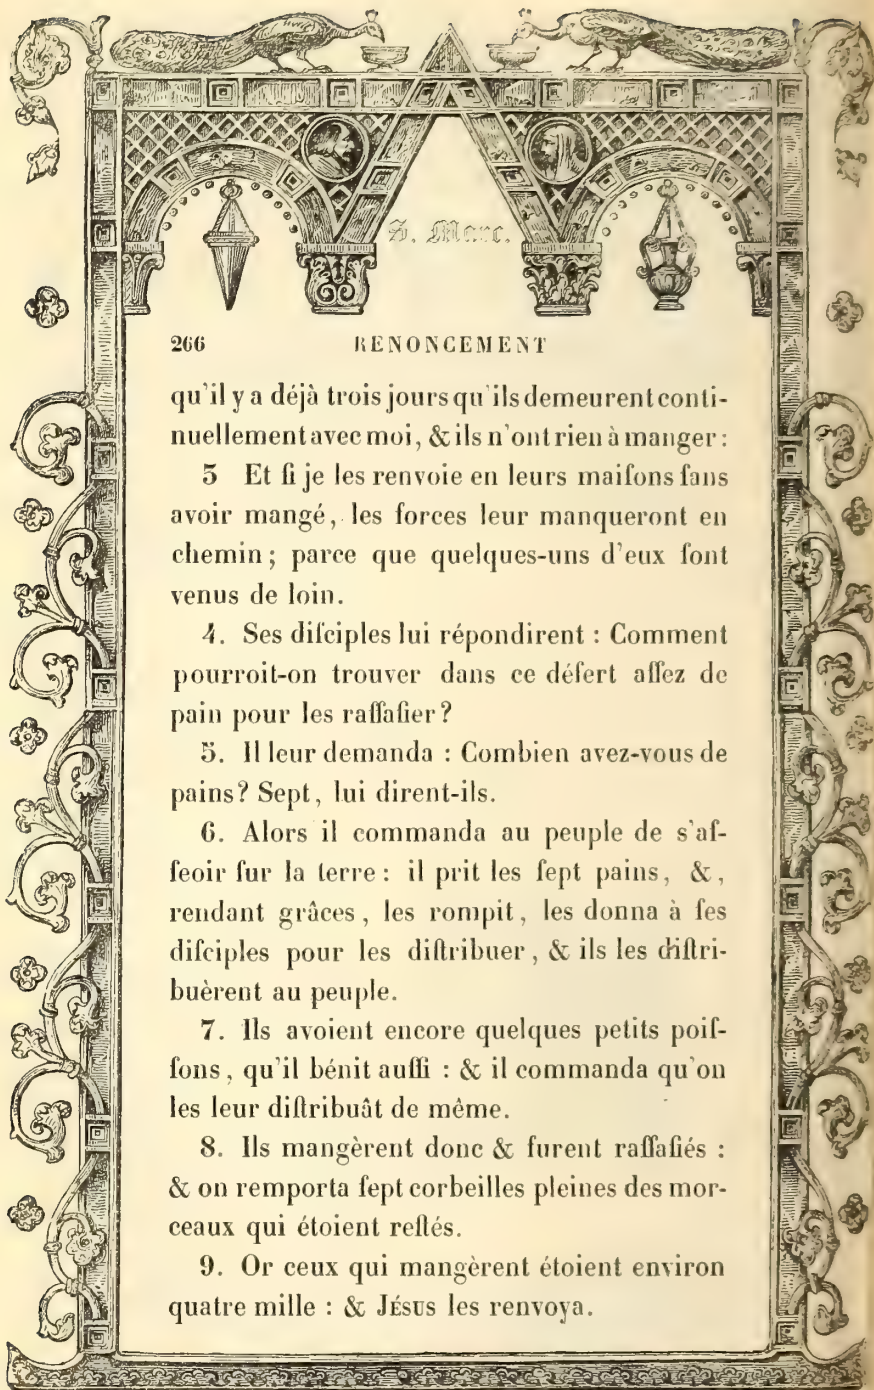 S. Marc.
266 RENONCEMENT
qu'il y a déjà trois jours qu'ils demeurent conti-
nuellement avec moi, & ils n'ont rien à manger :
3 Et ſi je les renvoie en leurs maiſons ſans
avoir mangé, les forces leur manqueront en
chemin ; parce que quelques-uns d'eux ſont
venus de loin.
4. Ses diſciples lui répondirent : Comment
pourroit-on trouver dans ce déſert aſſez de
pain pour les raſſaſier ?
5. Il leur demanda : Combien avez-vous de
pains ? Sept, lui dirent-ils.
6. Alors il commanda au peuple de s'aſ-
ſeoir ſur la terre : il prit les ſept pains, &,
rendant grâces, les rompit, les donna à ſes
diſciples pour les diſtribuer, & ils les diſtri-
buèrent au peuple.
7. Ils avoient encore quelques petits poiſ-
ſons, qu'il bénit auſſi : & il commanda qu'on
les leur diſtribuât de même.
8. Ils mangèrent donc & furent raſſaſiés :
& on remporta ſept corbeilles pleines des mor-
ceaux qui étoient reſtés.
9. Or ceux qui mangèrent étoient environ
quatre mille : & JÉSUS les renvoya.